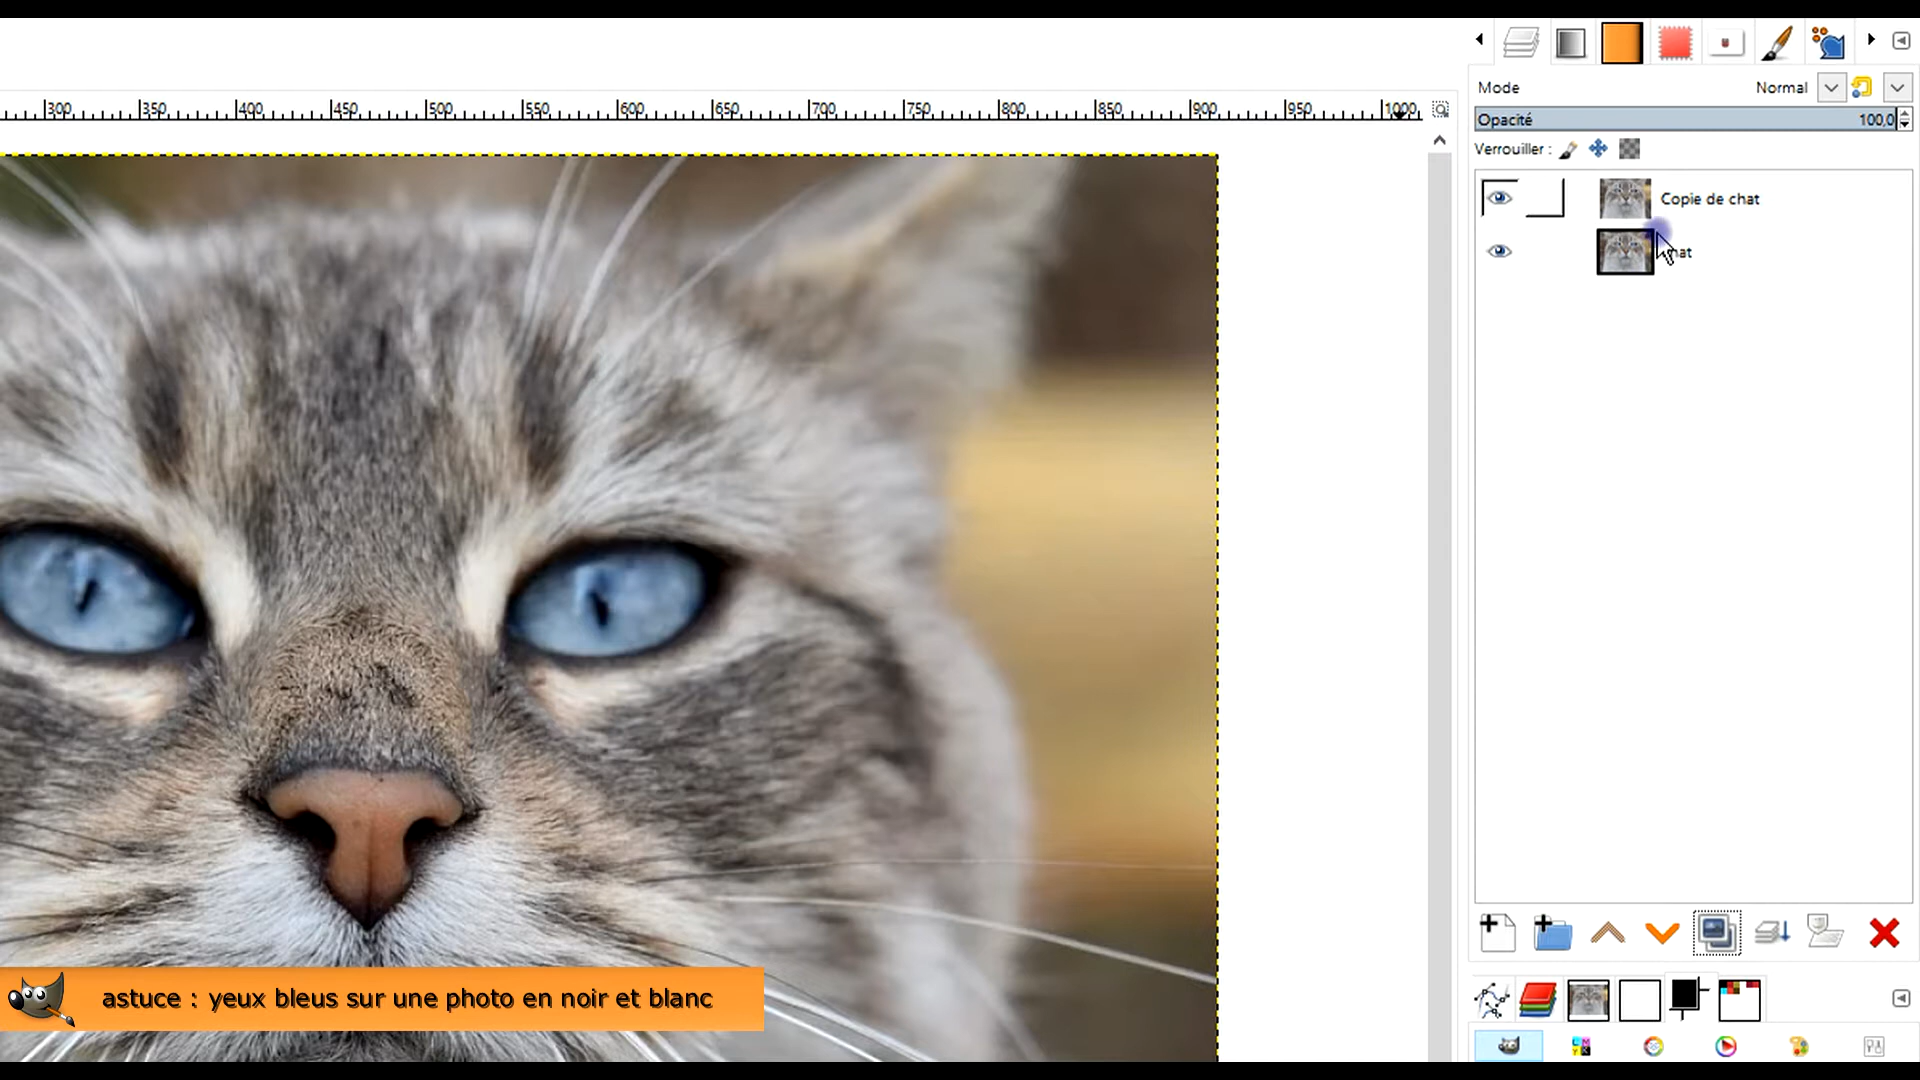 Mode
Normal
Opacité
100,0
Verrouiller :
300 350 400 450 500 550 600 650 700 750 800 850 900 950 1000
Copie de chat
astuce : yeux bleus sur une photo en noir et blanc